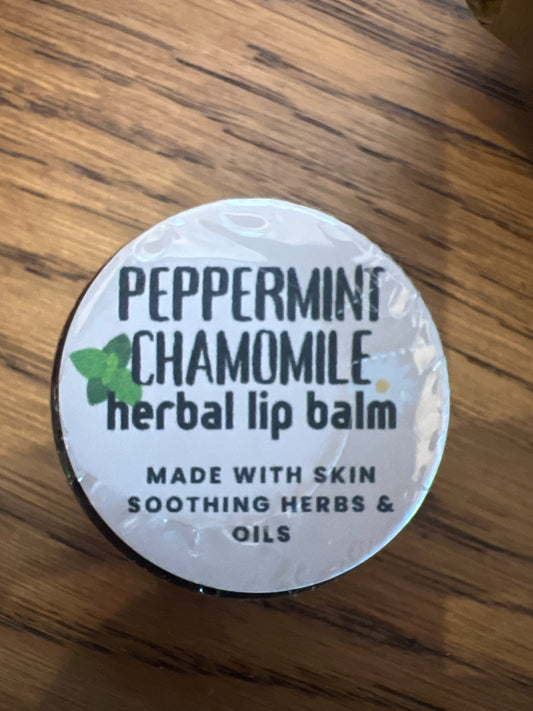 PEPPERMINT
CHAMOMILE
herbal lip balm
MADE WITH SKIN
SOOTHING HERBS &
OILS